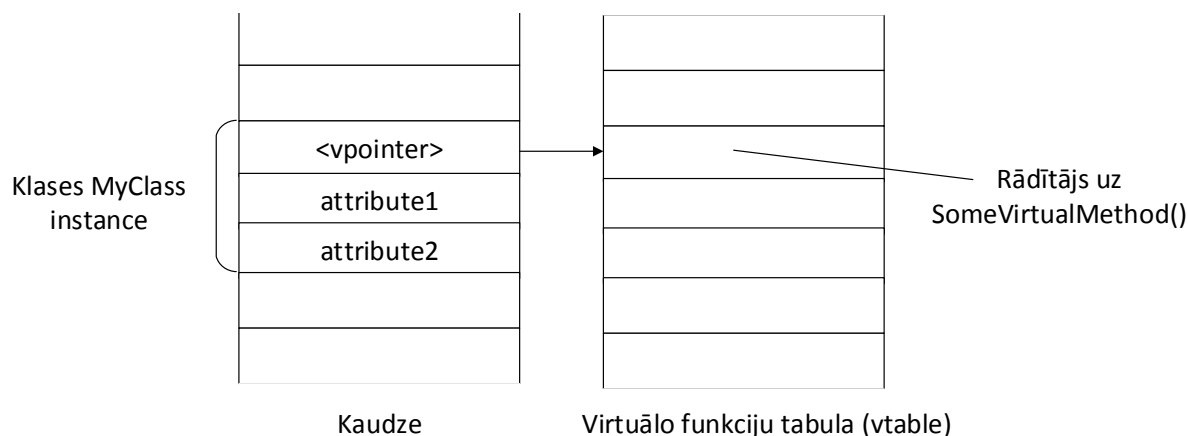 <vpointer>
Klases MyClass
instance
attribute1
attribute2
Rādītājs uz
SomeVirtualMethod()
Kaudze
Virtuālo funkciju tabula (vtable)